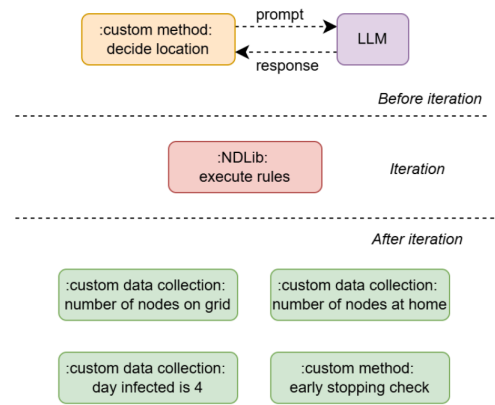 prompt
:custom method:
decide location
LLM
response
Before iteration
:NDLib:
execute rules
Iteration
After iteration
:custom data collection:
number of nodes on grid
:custom data collection:
number of nodes at home
:custom data collection:
day infected is 4
:custom method:
early stopping check